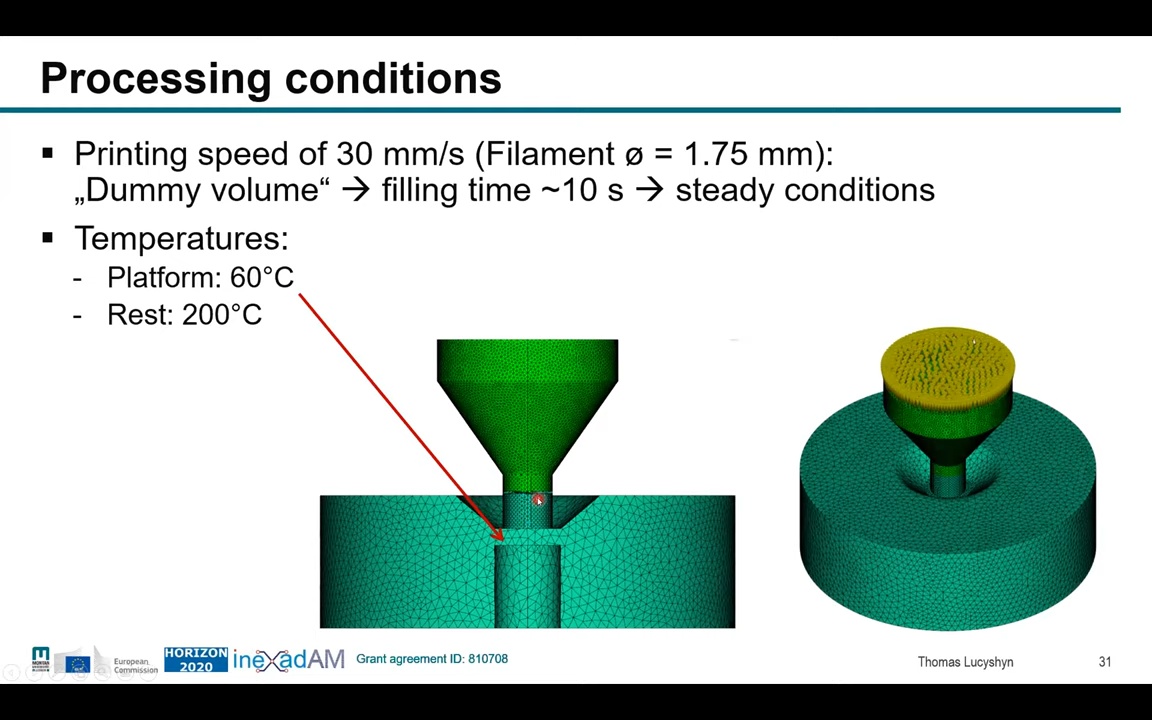 Processing conditions
▪ Printing speed of 30 mm/s (Filament ø = 1.75 mm):
„Dummy volume“ → filling time ~10 s → steady conditions
▪ Temperatures:
- Platform: 60°C
- Rest: 200°C
European
Commission
HORIZON
2020
inexadAM
Grant agreement ID: 810708
Thomas Lucyshyn
31